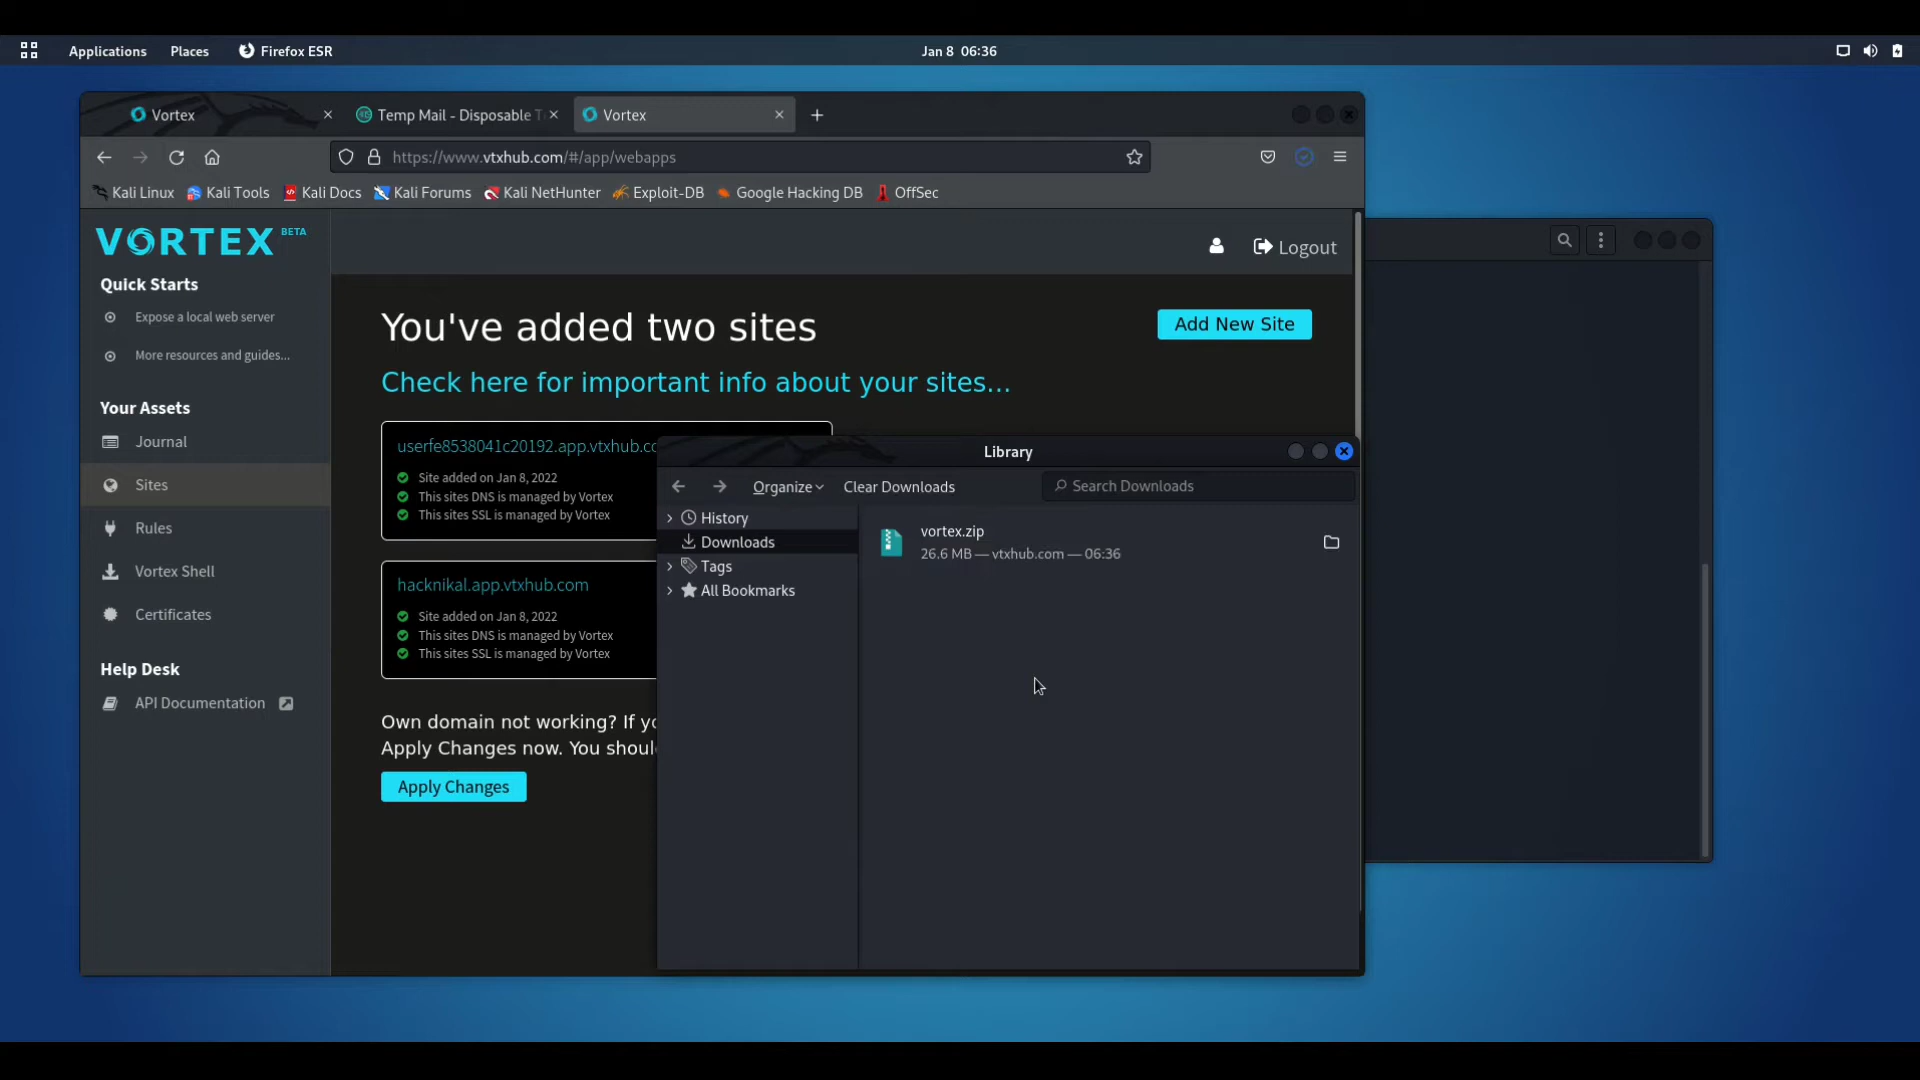 Applications
Places
Firefox ESR
Jan 8 06:36
Vortex
Temp Mail - Disposable T
Vortex
https://www.vtxhub.com/#/app/webapps
Kali Linux
Kali Tools
Kali Docs
Kali Forums
Kali NetHunter
Exploit-DB
Google Hacking DB
OffSec
VORTEX BETA
Quick Starts
Expose a local web server
More resources and guides...
Your Assets
Journal
Sites
Rules
Vortex Shell
Certificates
Help Desk
API Documentation
Logout
You've added two sites
Add New Site
Check here for important info about your sites...
userfe8538041c20192.app.vtxhub.co
Site added on Jan 8, 2022
This sites DNS is managed by Vortex
This sites SSL is managed by Vortex
hacknikal.app.vtxhub.com
Site added on Jan 8, 2022
This sites DNS is managed by Vortex
This sites SSL is managed by Vortex
Own domain not working? If yo
Apply Changes now. You shoul
Apply Changes
Library
Organize
Clear Downloads
Search Downloads
History
Downloads
Tags
All Bookmarks
vortex.zip
26.6 MB — vtxhub.com — 06:36